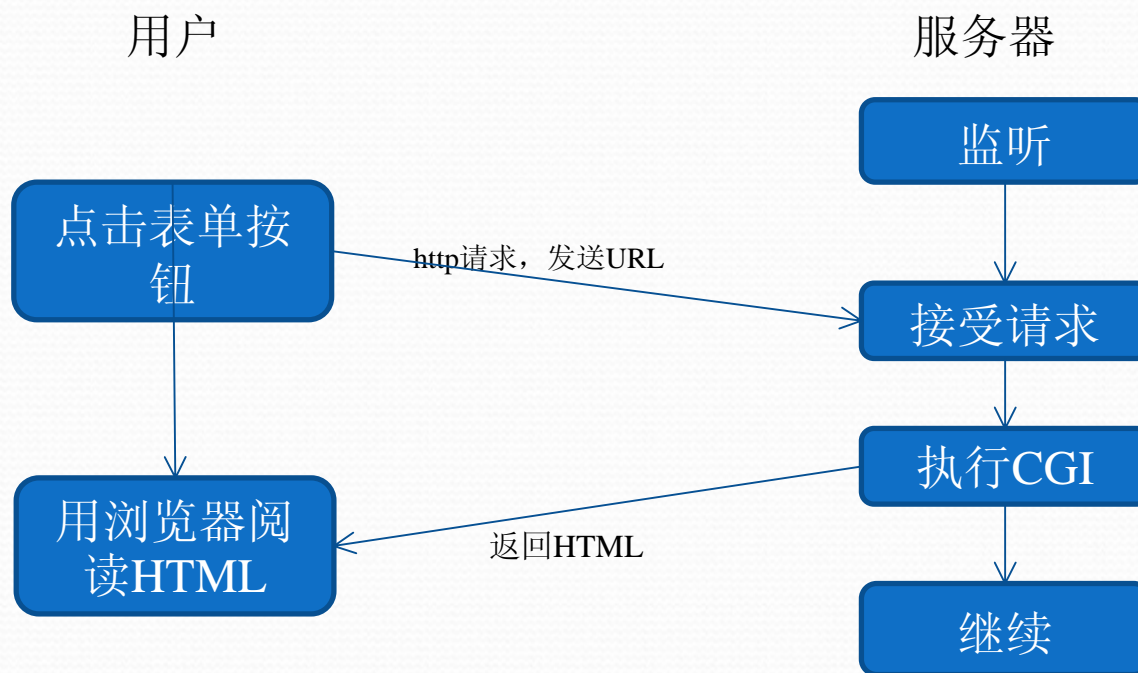 用户
服务器
监听
点击表单按
钮
http请求，发送URL
接受请求
执行CGI
用浏览器阅
读HTML
返回HTML
继续